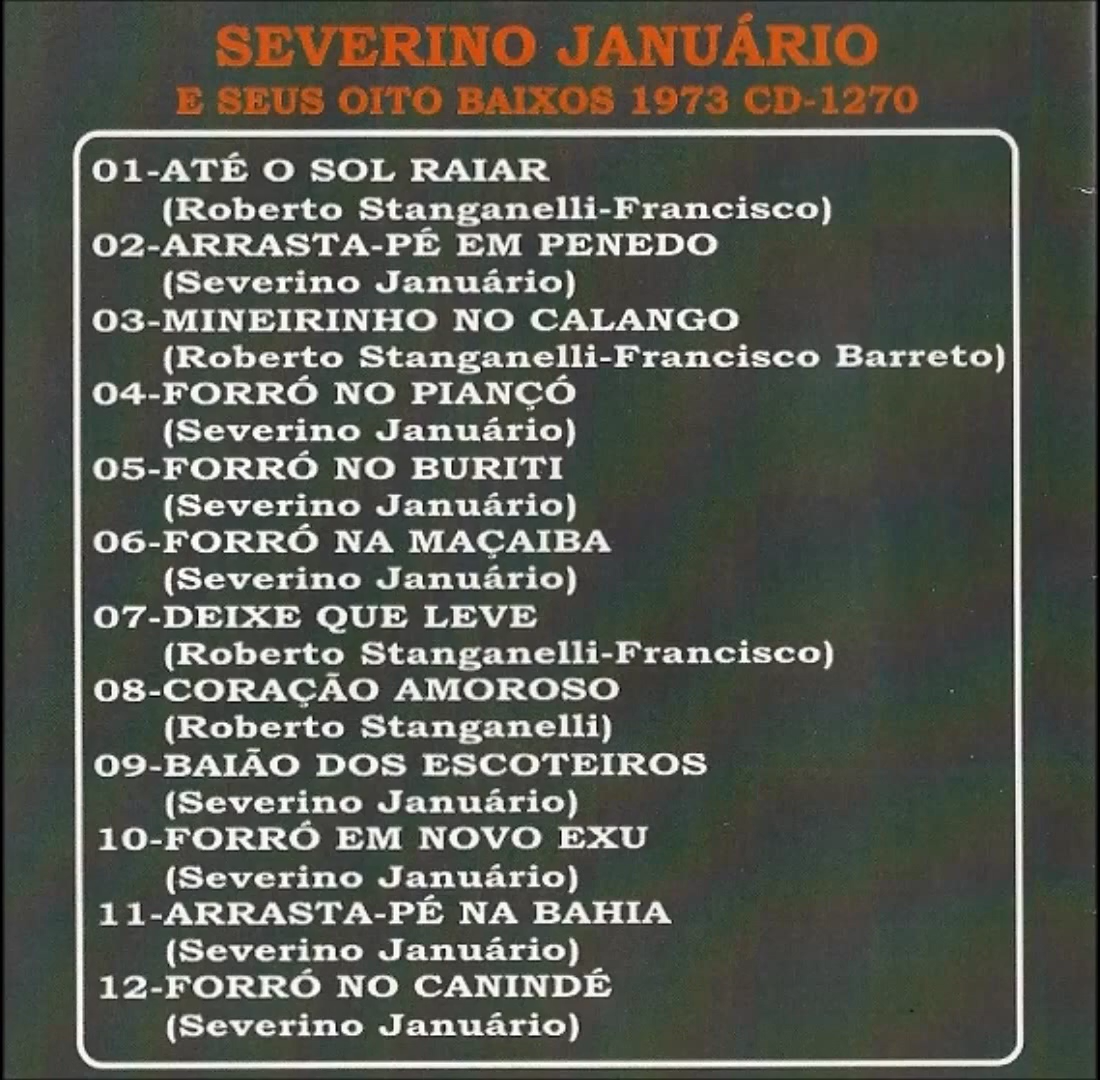 SEVERINO JANUÁRIO
E SEUS OITO BAIXOS 1973 CD-1270
01-ATÉ O SOL RAIAR
(Roberto Stanganelli-Francisco)
02-ARRASTA-PÉ EM PENEDO
(Severino Januário)
03-MINEIRINHO NO CALANGO
(Roberto Stanganelli-Francisco Barreto)
04-FORRÓ NO PIANÇÓ
(Severino Januário)
05-FORRÓ NO BURITI
(Severino Januário)
06-FORRÓ NA MAÇAIBA
(Severino Januário)
07-DEIXE QUE LEVE
(Roberto Stanganelli-Francisco)
08-CORAÇÃO AMOROSO
(Roberto Stanganelli)
09-BAIÃO DOS ESCOTEIROS
(Severino Januário)
10-FORRÓ EM NOVO EXU
(Severino Januário)
11-ARRASTA-PÉ NA BAHIA
(Severino Januário)
12-FORRÓ NO CANINDÉ
(Severino Januário)